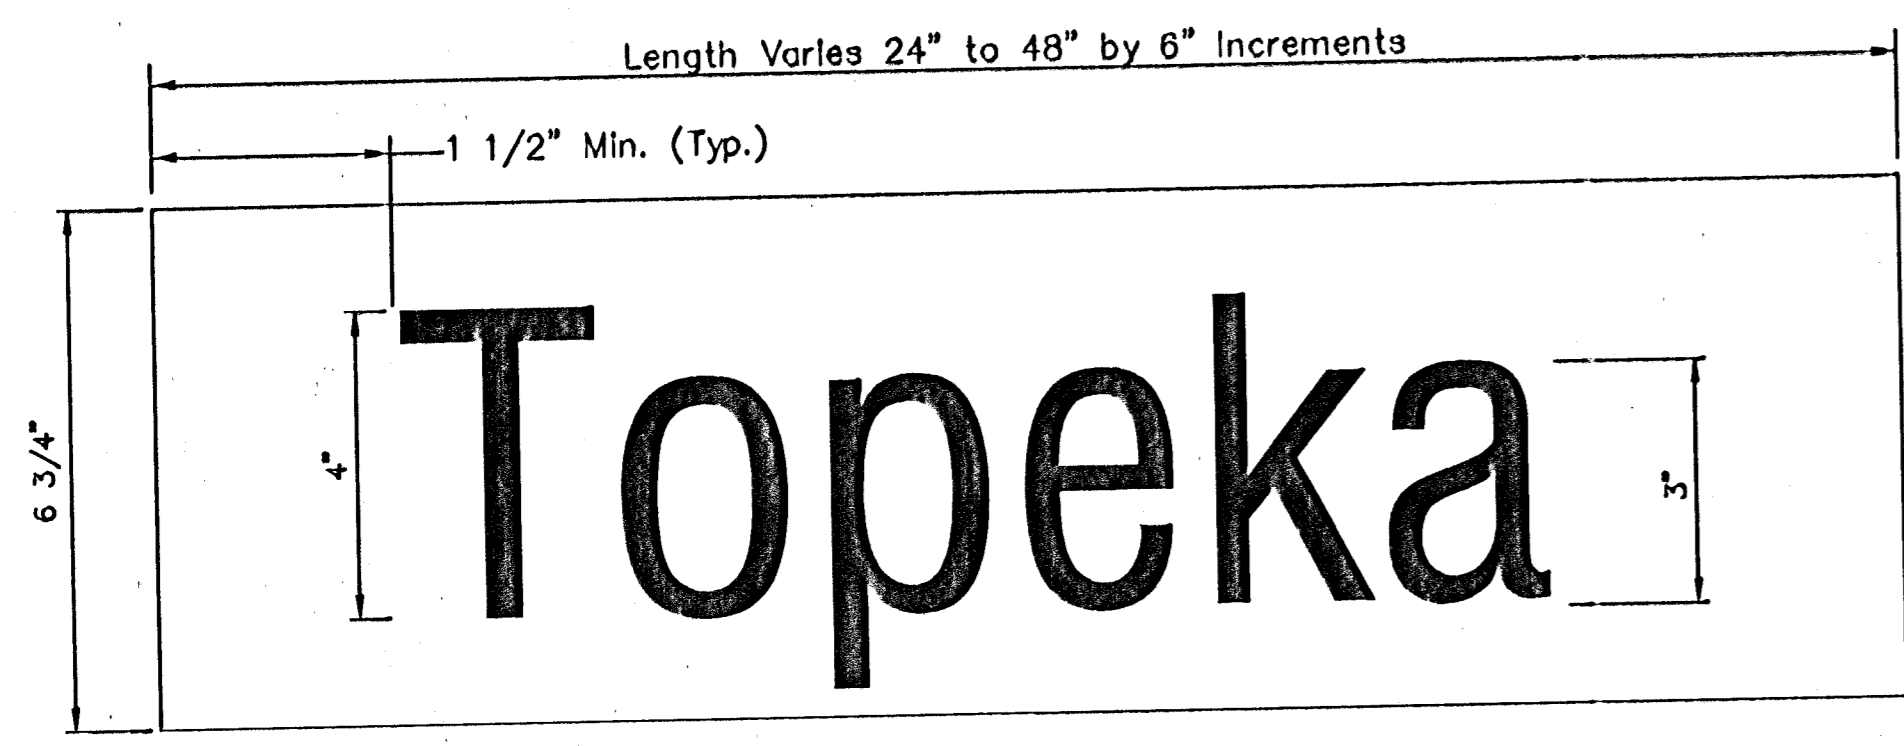 Length Varies 24" to 48" by 6" Increments
1 1/2" Min. (Typ.)
6 3/4"
4"
Topeka
3"